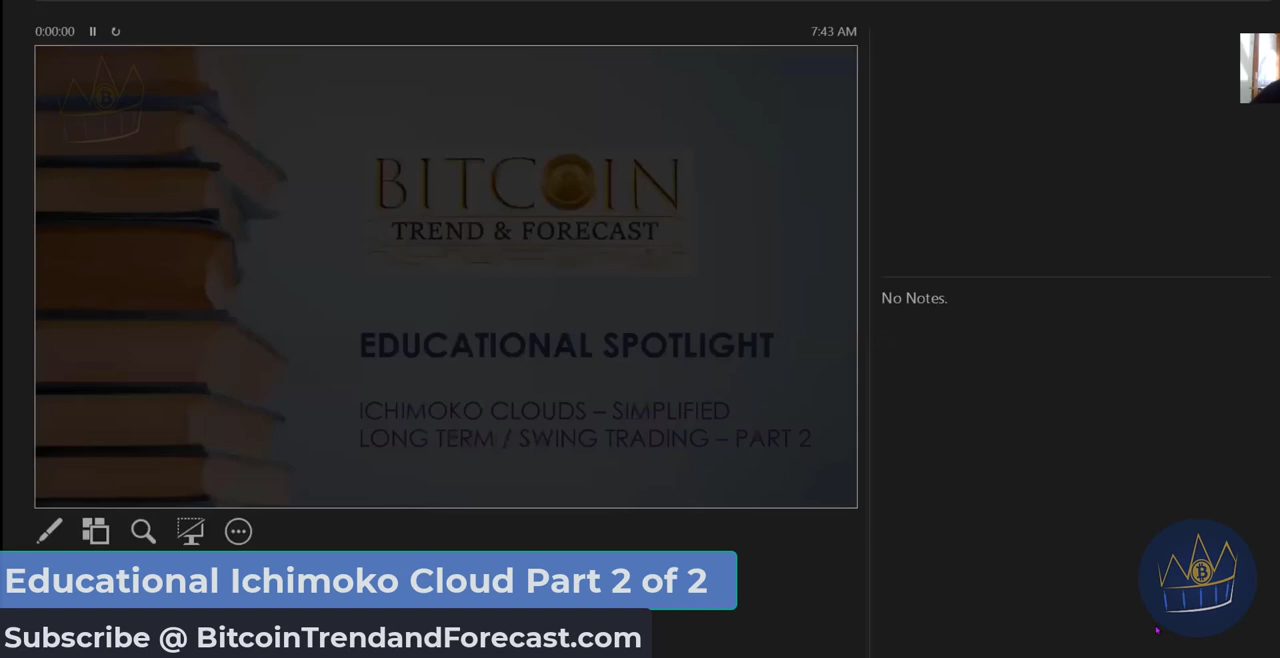 0:00:00
7:43 AM
BITCOIN
TREND & FORECAST
EDUCATIONAL SPOTLIGHT
ICHIMOKO CLOUDS – SIMPLIFIED
LONG TERM / SWING TRADING – PART 2
No Notes.
Educational Ichimoko Cloud Part 2 of 2
Subscribe @ BitcoinTrendandForecast.com